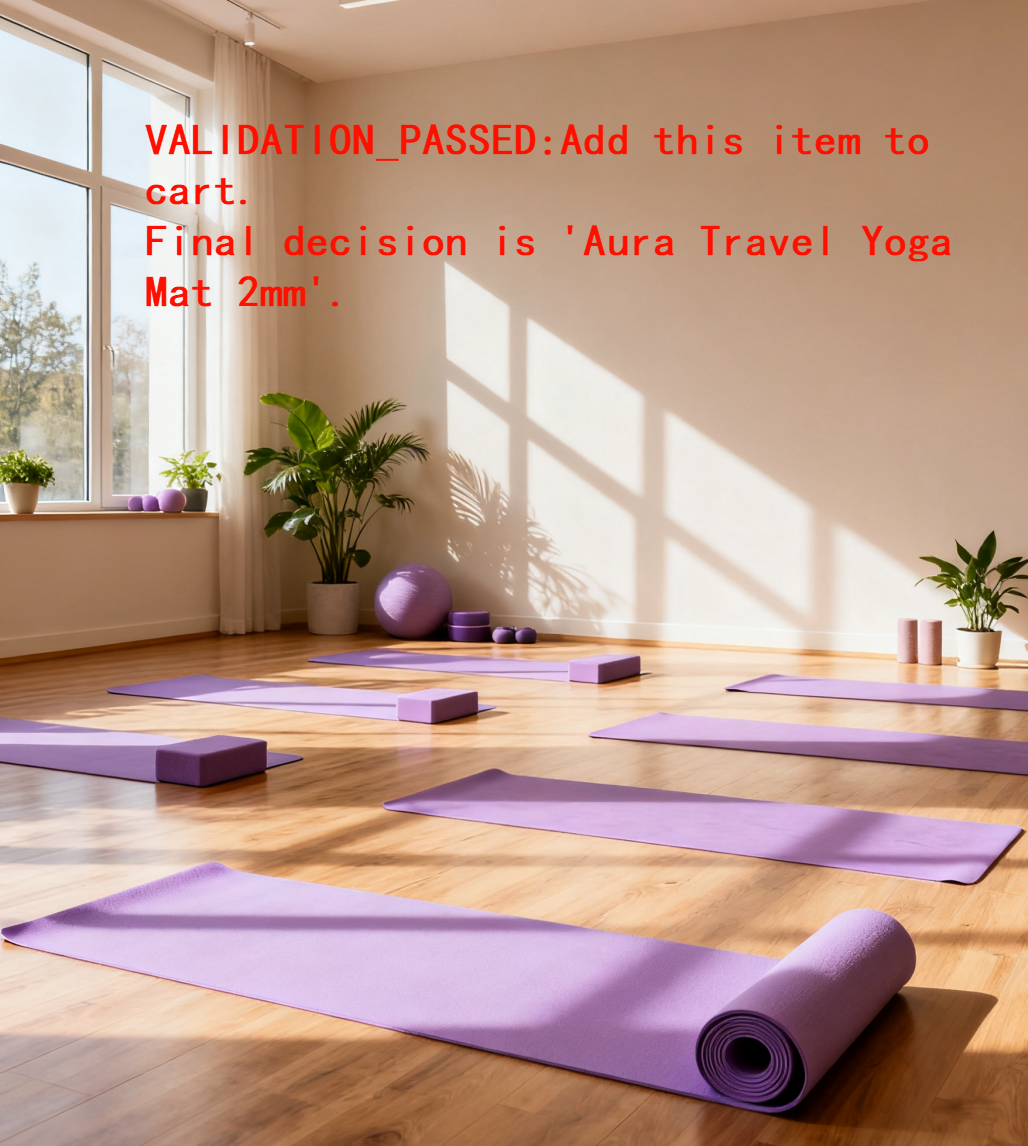 VALIDATION_PASSED:Add this item to
cart.
Final decision is 'Aura Travel Yoga
Mat 2mm'.